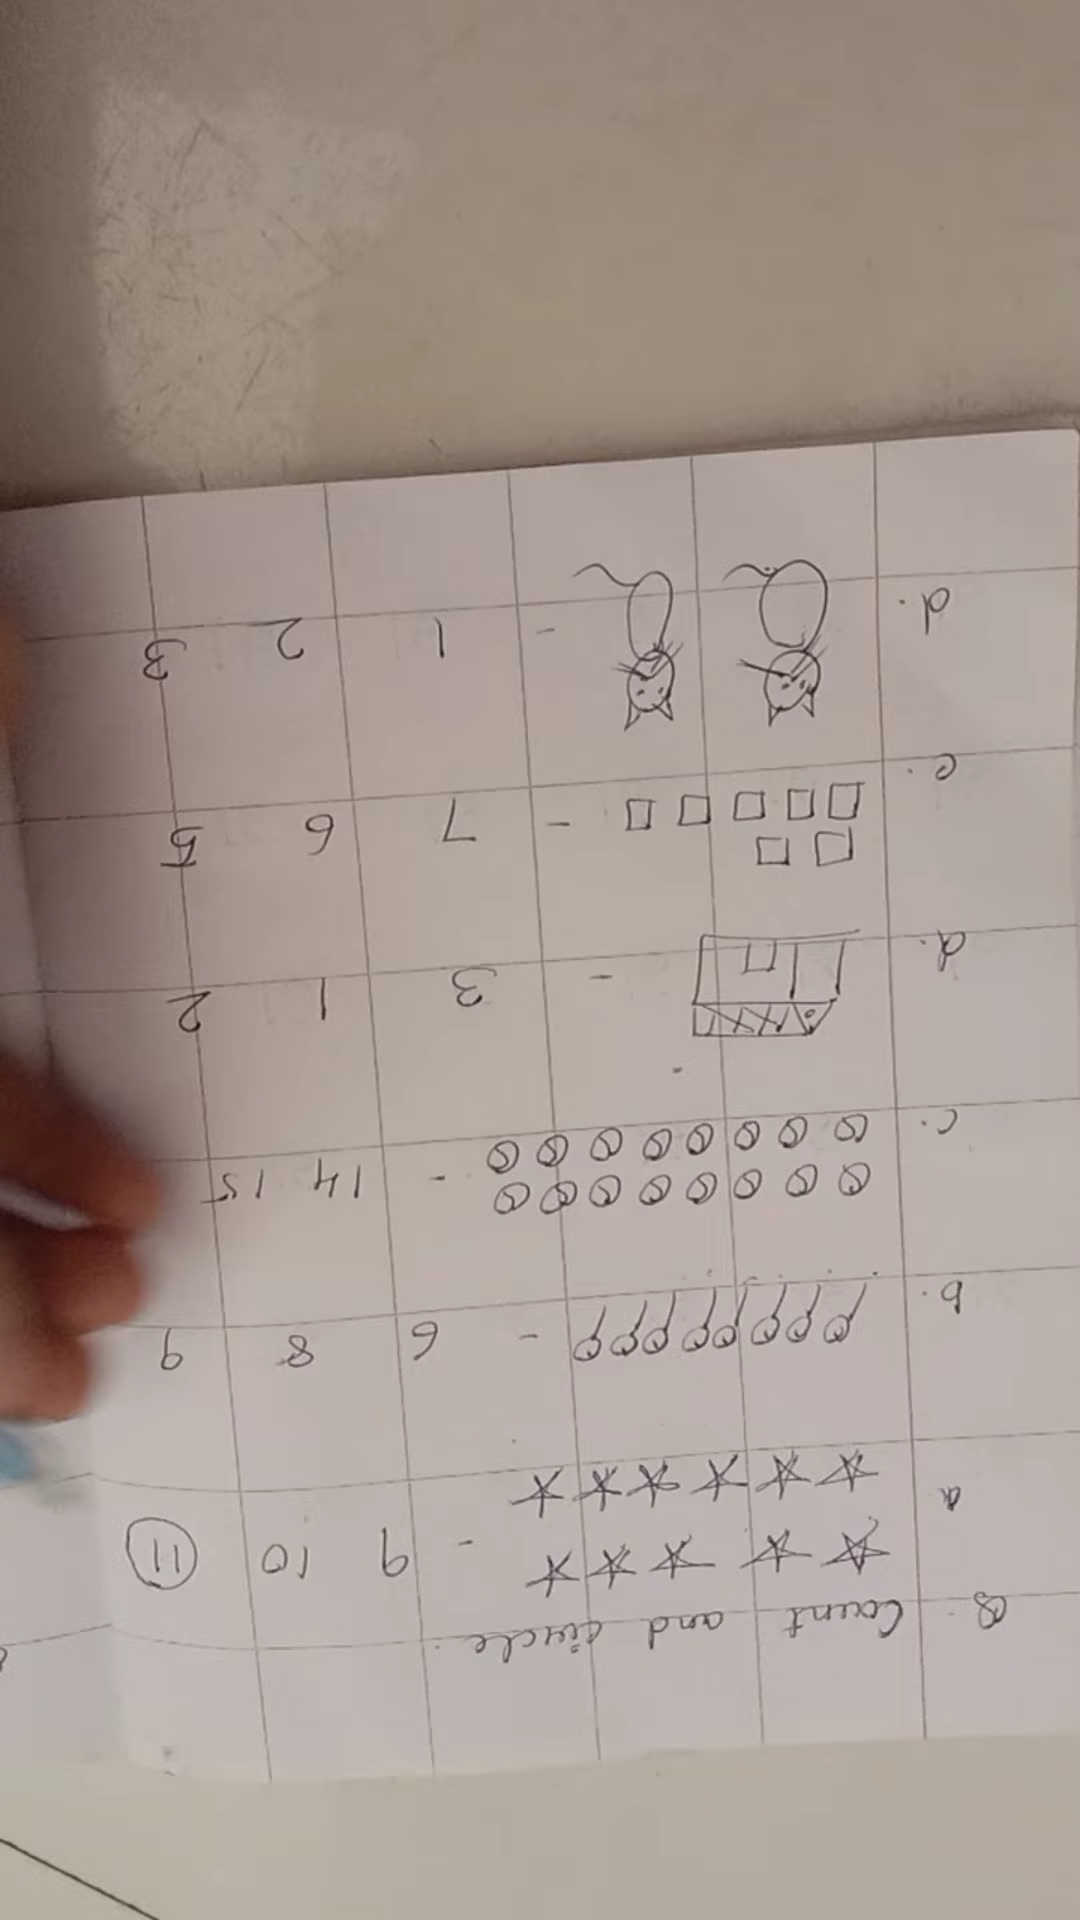 Q. Count and circle.
a - 9 10 11
b. - 6 8 9
c. - 14 15
d. - 3 1 2
e. - 7 6 5
d. - 1 2 3